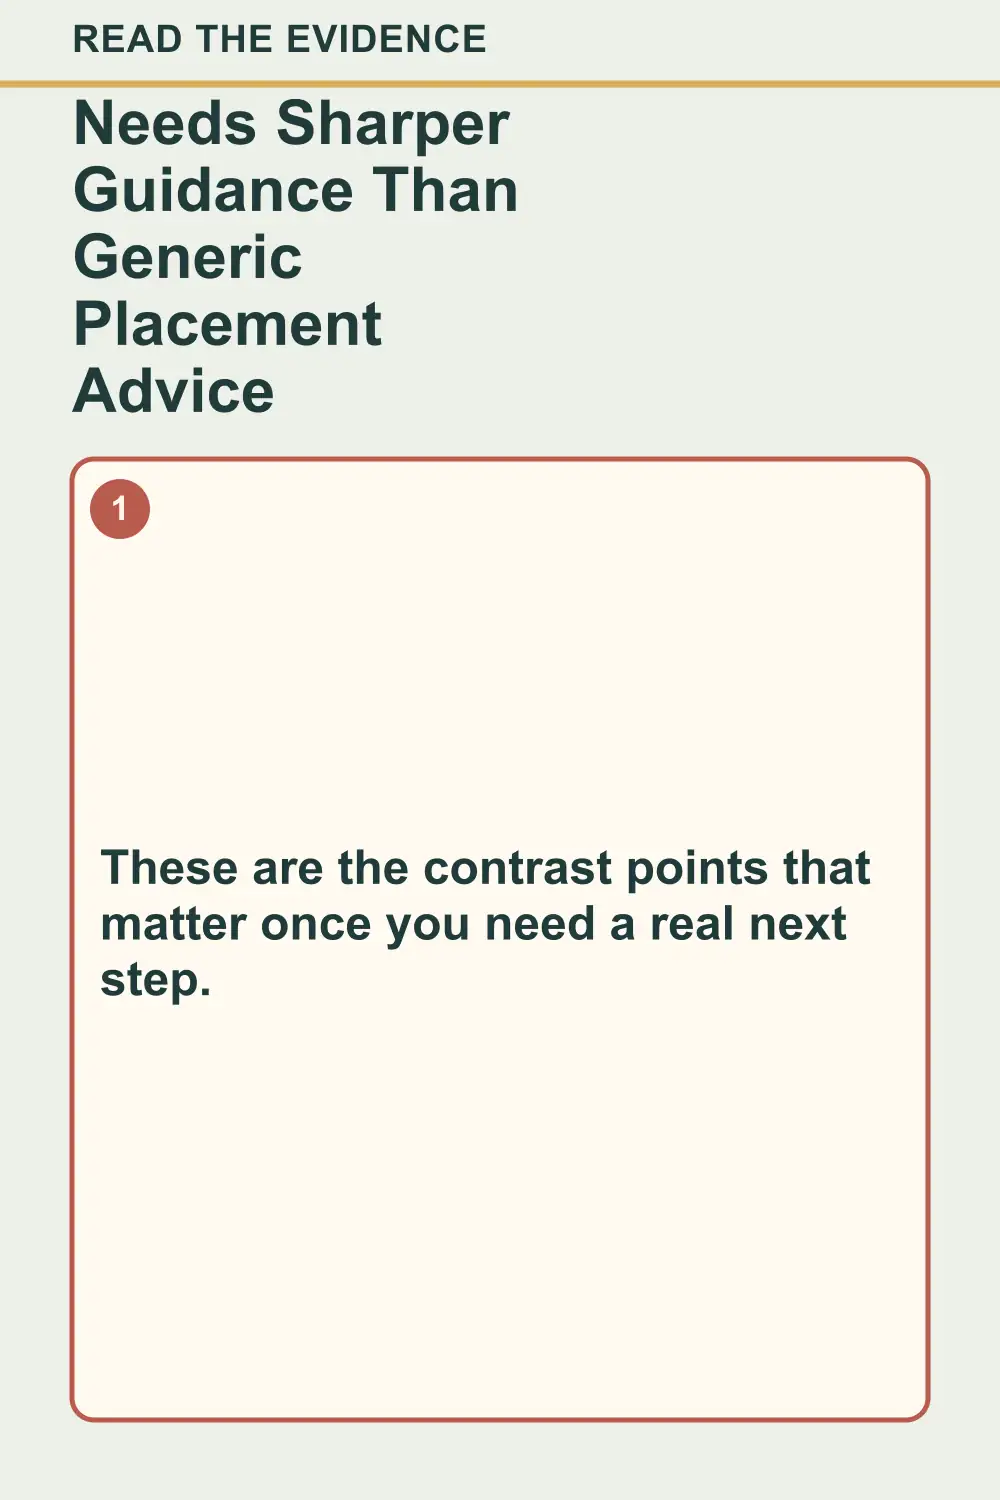 READ THE EVIDENCE
Needs Sharper
Guidance Than
Generic
Placement
Advice
1
These are the contrast points that
matter once you need a real next
step.